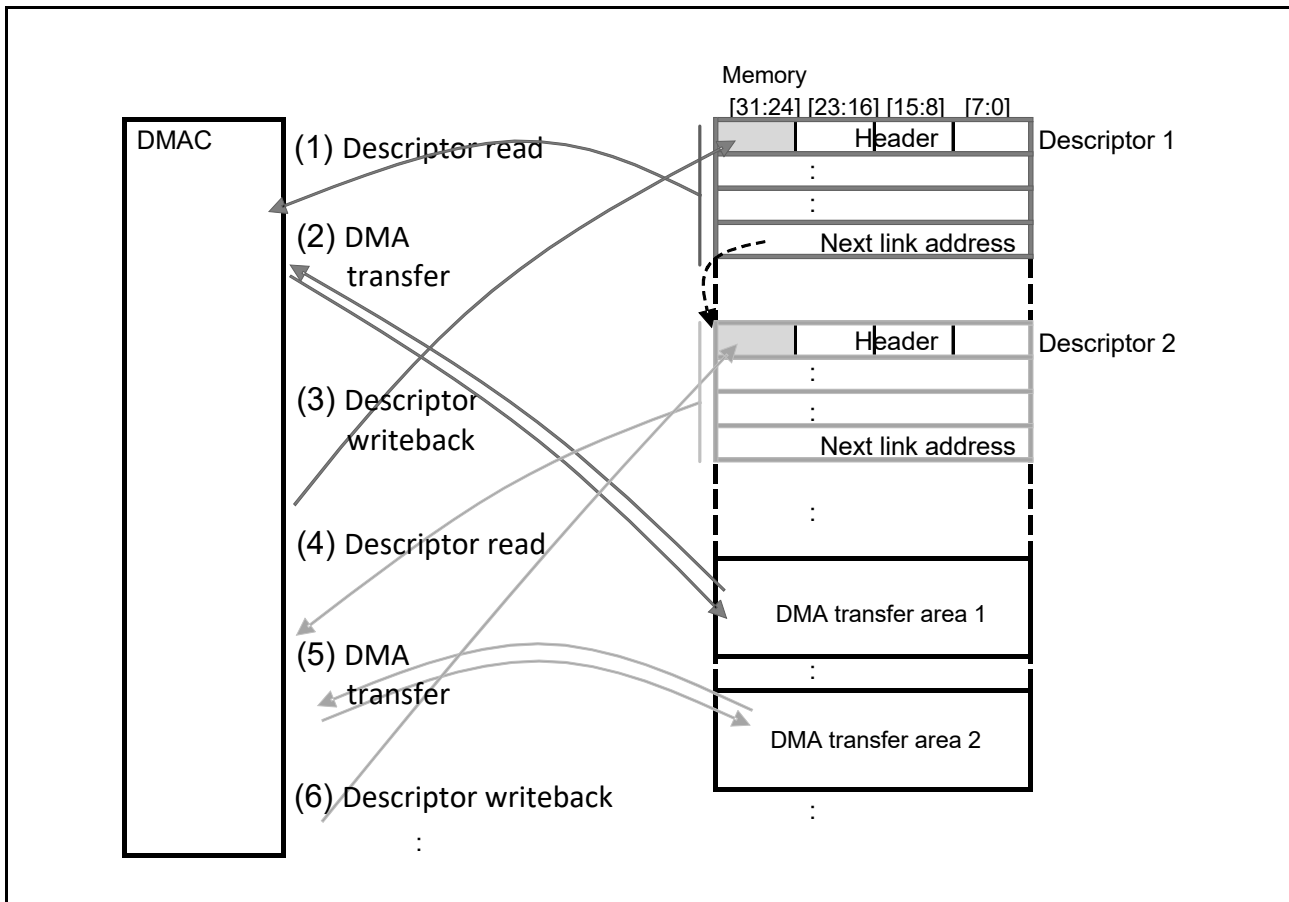 Memory
[31:24] [23:16] [15:8] [7:0]
DMAC
(1) Descriptor read
Header
Descriptor 1
:
:
(2) DMA
transfer
Next link address
Header
Descriptor 2
:
(3) Descriptor
writeback
:
Next link address
:
(4) Descriptor read
DMA transfer area 1
(5) DMA
transfer
:
DMA transfer area 2
(6) Descriptor writeback
:
: